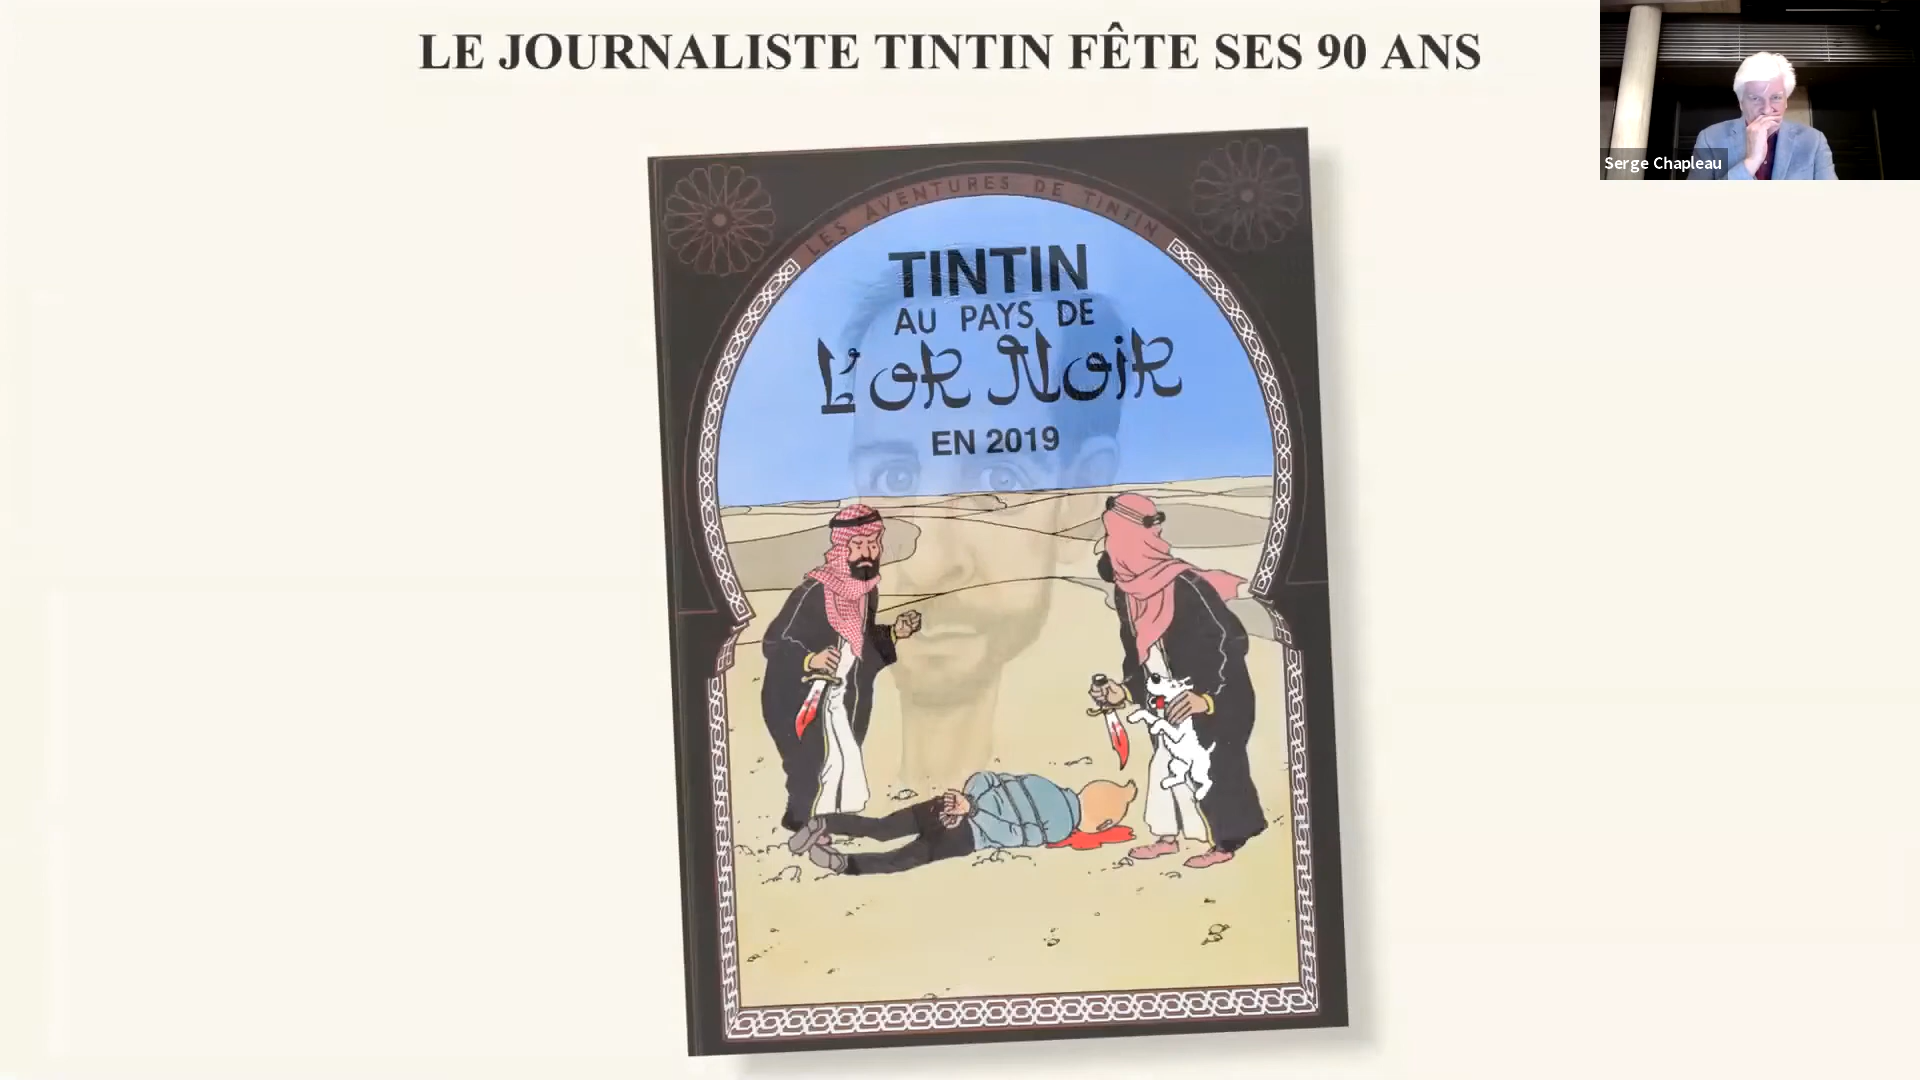 LE JOURNALISTE TINTIN FÊTE SES 90 ANS
Serge Chapleau
LES AVENTURES DE TINTIN
TINTIN
AU PAYS DE
L'OR NOIR
EN 2019